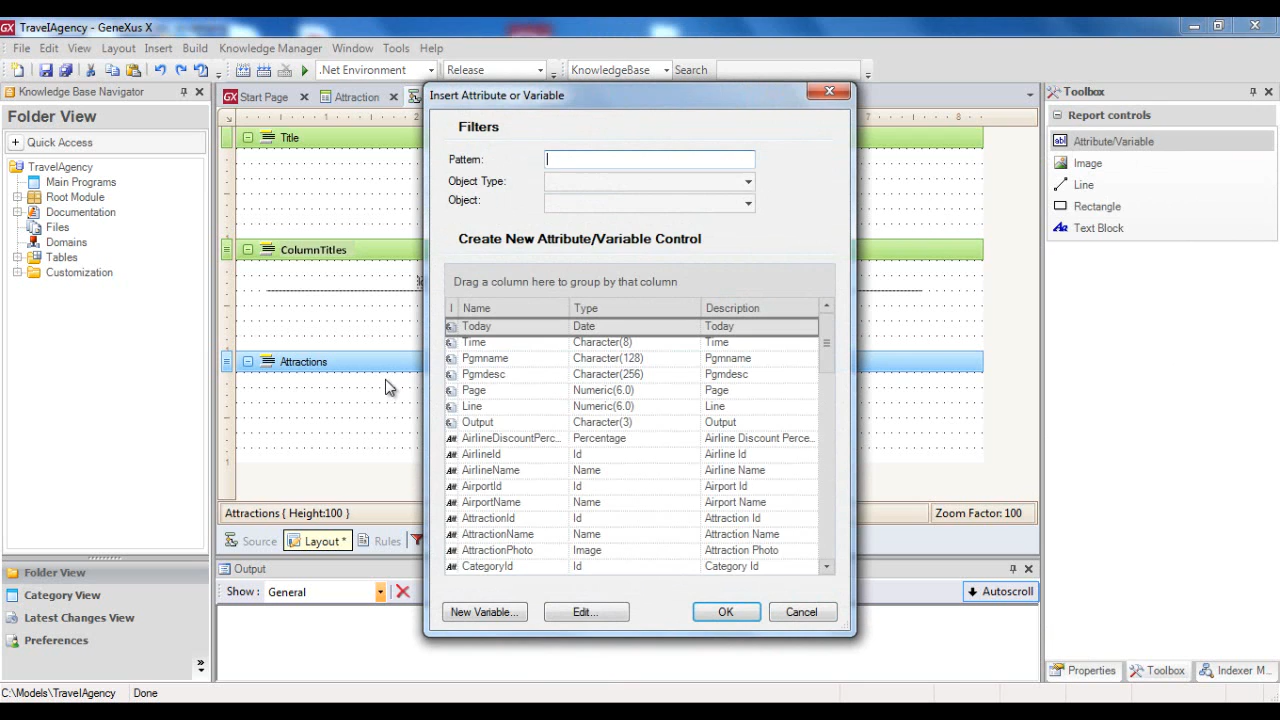 GX TravelAgency - GeneXus X
File Edit View Layout Insert Build Knowledge Manager Window Tools Help
.Net Environment Release KnowledgeBase Search
Knowledge Base Navigator
Folder View
Quick Access
TravelAgency
Main Programs
Root Module
Documentation
Files
Domains
Tables
Customization
Folder View
Category View
Latest Changes View
Preferences
GX Start Page Attraction
1 2 7 8
Title
ColumnTitles
Attractions
1
Attractions { Height:100 }
Zoom Factor: 100
Source Layout * Rules
Output
Show : General
Autoscroll
Insert Attribute or Variable
Filters
Pattern:
Object Type:
Object:
Create New Attribute/Variable Control
Drag a column here to group by that column
I Name Type Description
Today Date Today
Time Character(8) Time
Pgmname Character(128) Pgmname
Pgmdesc Character(256) Pgmdesc
Page Numeric(6.0) Page
Line Numeric(6.0) Line
Output Character(3) Output
AirlineDiscountPerc... Percentage Airline Discount Perce...
AirlineId Id Airline Id
AirlineName Name Airline Name
AirportId Id Airport Id
AirportName Name Airport Name
AttractionId Id Attraction Id
AttractionName Name Attraction Name
AttractionPhoto Image Attraction Photo
CategoryId Id Category Id
New Variable... Edit... OK Cancel
Toolbox
Report controls
Attribute/Variable
Image
Line
Rectangle
Text Block
Properties Toolbox Indexer M...
C:\Models\TravelAgency Done